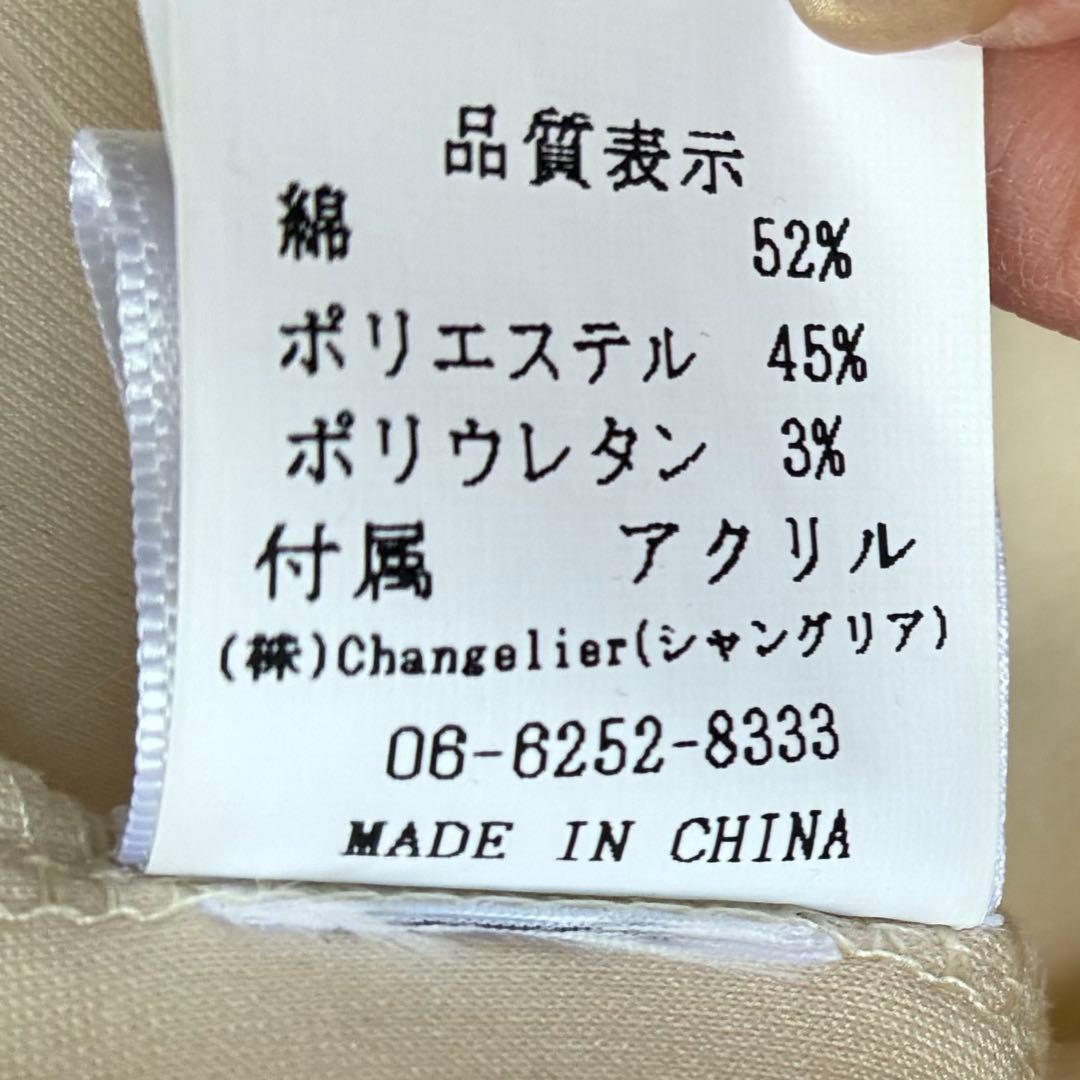 品質表示
綿 52%
ポリエステル 45%
ポリウレタン 3%
付属 アクリル
(株)Changelier(シャングリア)
06-6252-8333
MADE IN CHINA